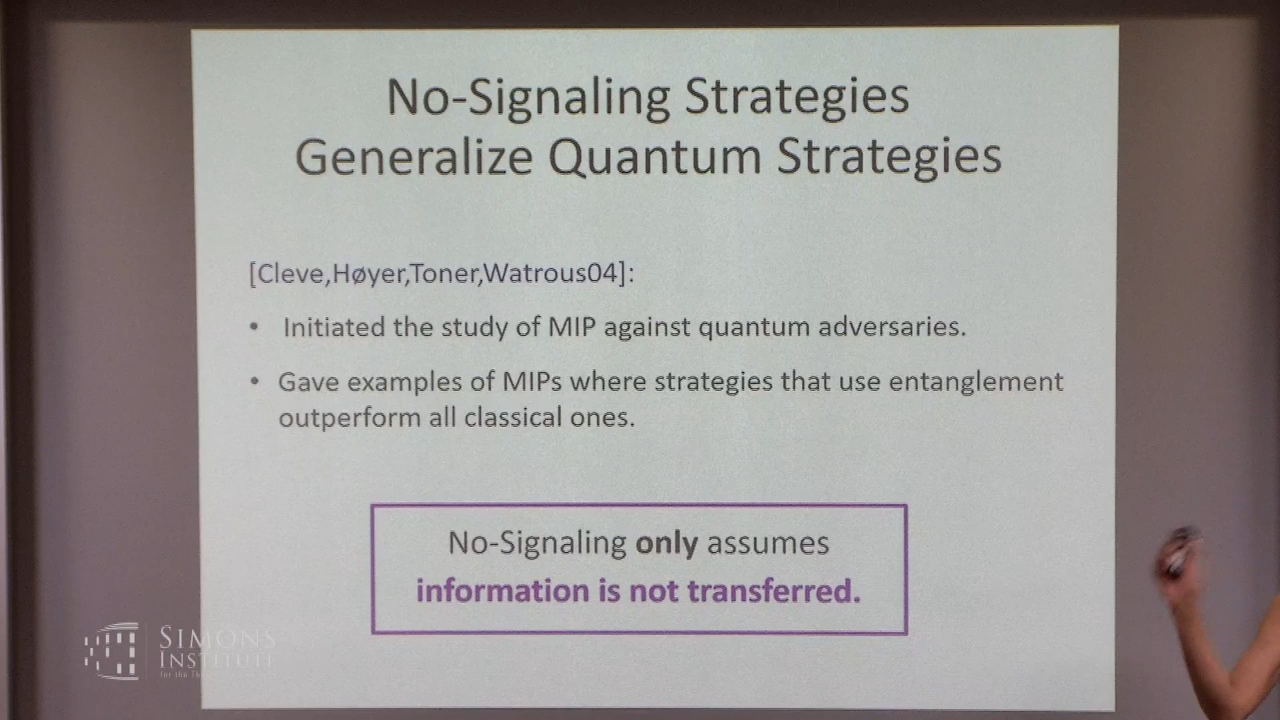 No-Signaling Strategies
Generalize Quantum Strategies
[Cleve,Høyer,Toner,Watrous04]:
• Initiated the study of MIP against quantum adversaries.
• Gave examples of MIPs where strategies that use entanglement
outperform all classical ones.
No-Signaling only assumes
information is not transferred.
SIMONS
INSTITUTE
for the